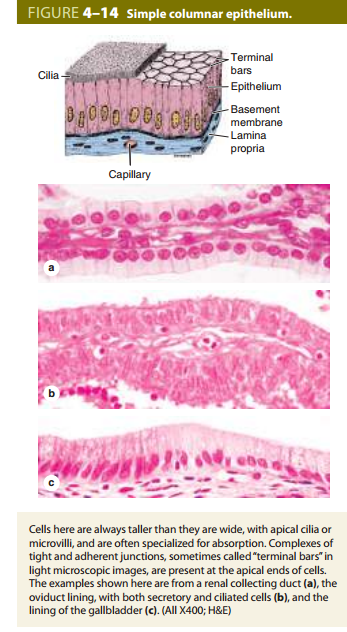 FIGURE 4–14 Simple columnar epithelium.
Cilia
Terminal
bars
Epithelium
Basement
membrane
Lamina
propria
Capillary
a
b
c
Cells here are always taller than they are wide, with apical cilia or
microvilli, and are often specialized for absorption. Complexes of
tight and adherent junctions, sometimes called “terminal bars” in
light microscopic images, are present at the apical ends of cells.
The examples shown here are from a renal collecting duct (a), the
oviduct lining, with both secretory and ciliated cells (b), and the
lining of the gallbladder (c). (All X400; H&E)